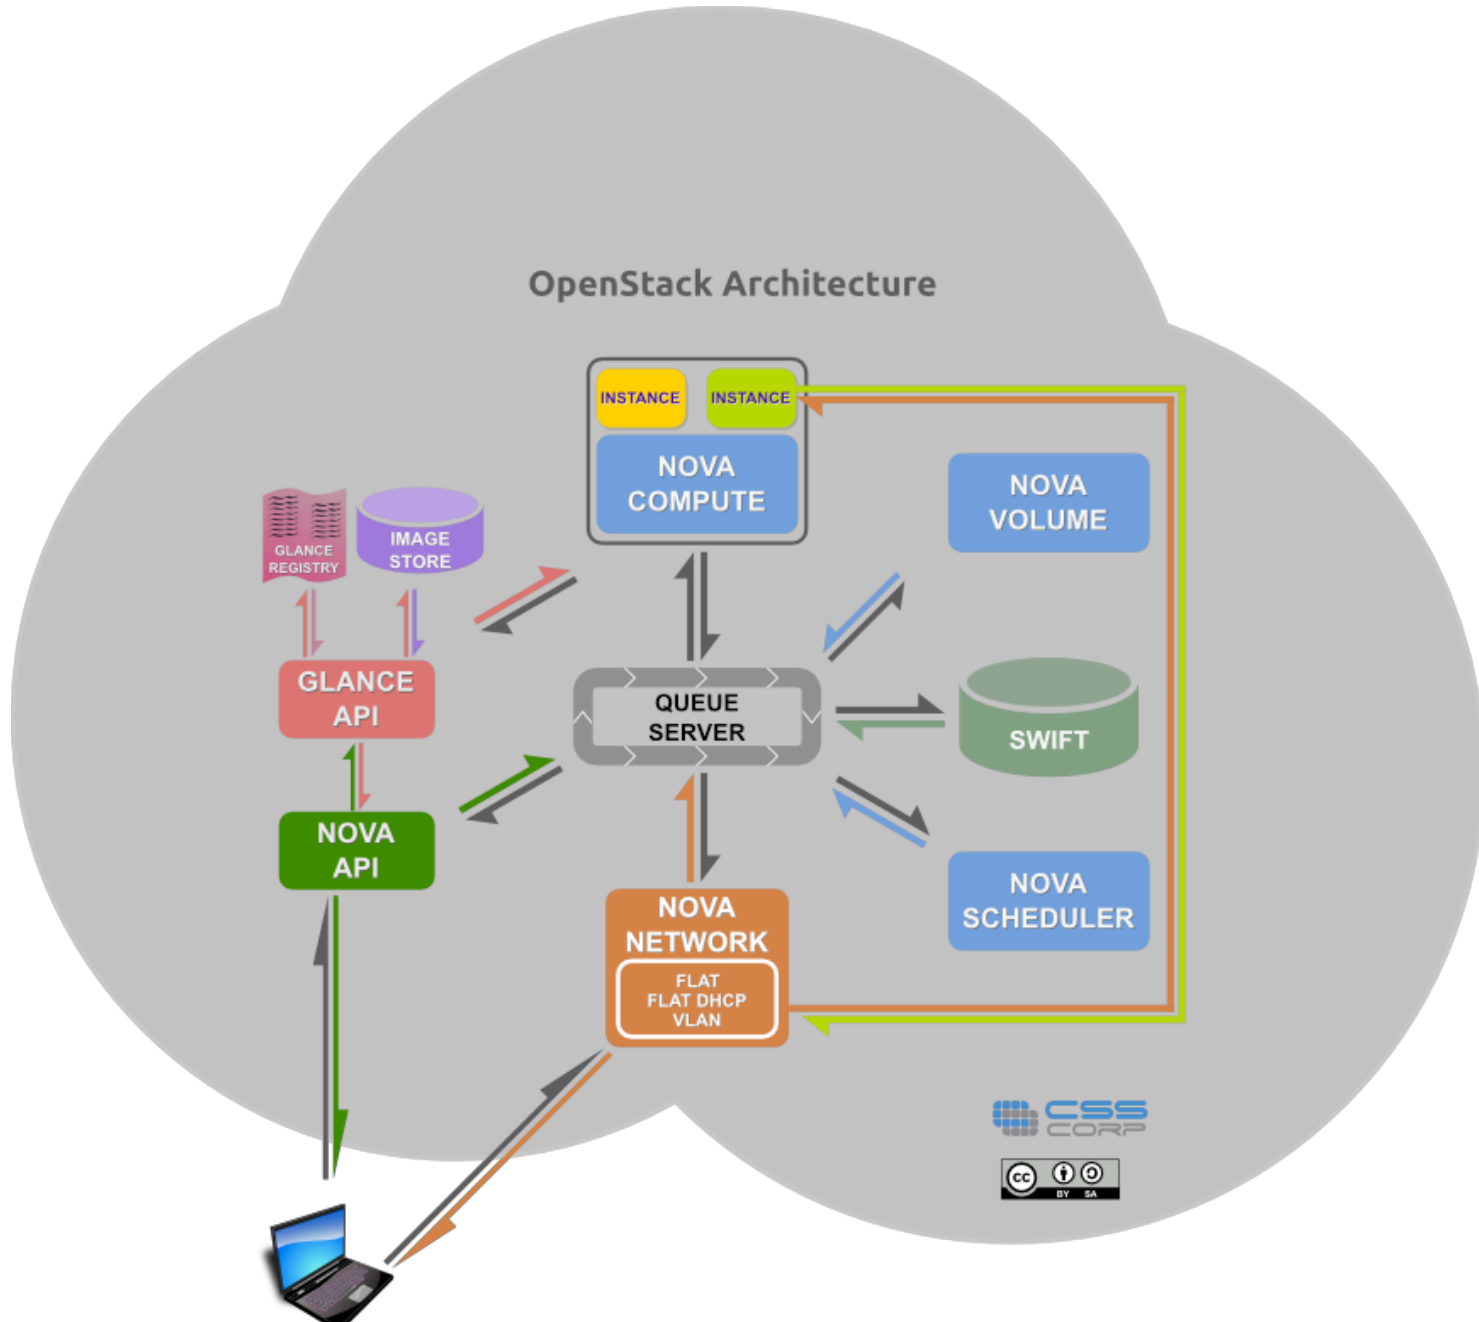 OpenStack Architecture
INSTANCE
INSTANCE
NOVA
COMPUTE
NOVA
VOLUME
GLANCE
REGISTRY
IMAGE
STORE
GLANCE
API
QUEUE
SERVER
SWIFT
NOVA
API
NOVA
SCHEDULER
NOVA
NETWORK
FLAT
FLAT DHCP
VLAN
CSS
CORP
cc
BY SA